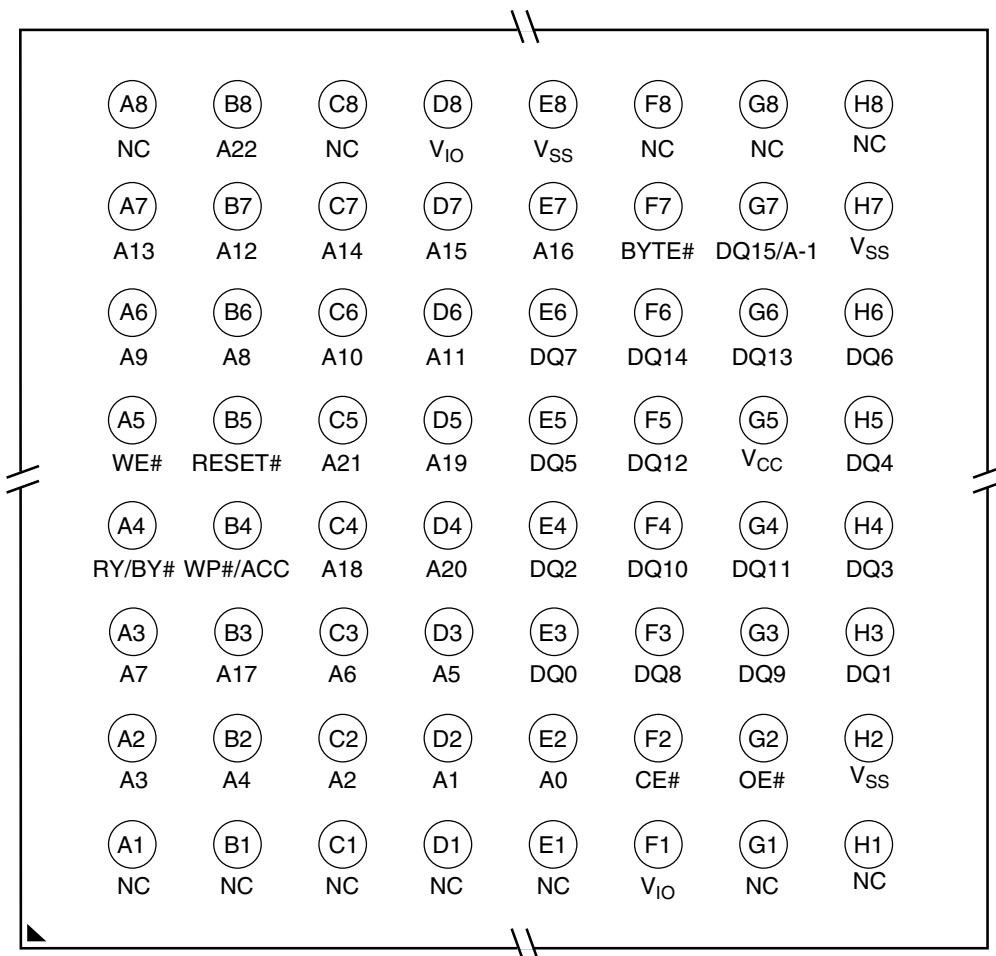 A8 B8 C8 D8 E8 F8 G8 H8
NC A22 NC VIO VSS NC NC NC
A7 B7 C7 D7 E7 F7 G7 H7
A13 A12 A14 A15 A16 BYTE# DQ15/A-1 VSS
A6 B6 C6 D6 E6 F6 G6 H6
A9 A8 A10 A11 DQ7 DQ14 DQ13 DQ6
A5 B5 C5 D5 E5 F5 G5 H5
WE# RESET# A21 A19 DQ5 DQ12 VCC DQ4
A4 B4 C4 D4 E4 F4 G4 H4
RY/BY# WP#/ACC A18 A20 DQ2 DQ10 DQ11 DQ3
A3 B3 C3 D3 E3 F3 G3 H3
A7 A17 A6 A5 DQ0 DQ8 DQ9 DQ1
A2 B2 C2 D2 E2 F2 G2 H2
A3 A4 A2 A1 A0 CE# OE# VSS
A1 B1 C1 D1 E1 F1 G1 H1
NC NC NC NC NC VIO NC NC